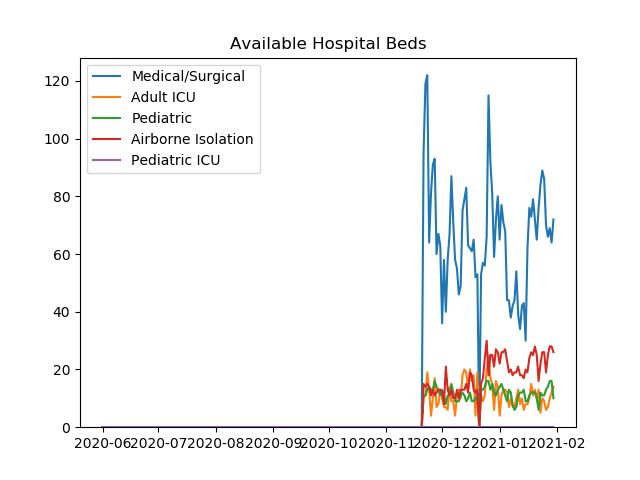 Available Hospital Beds
Medical/Surgical
Adult ICU
Pediatric
Airborne Isolation
Pediatric ICU
120
100
80
60
40
20
0
2020-06 2020-07 2020-08 2020-09 2020-10 2020-11 2020-12 2021-01 2021-02